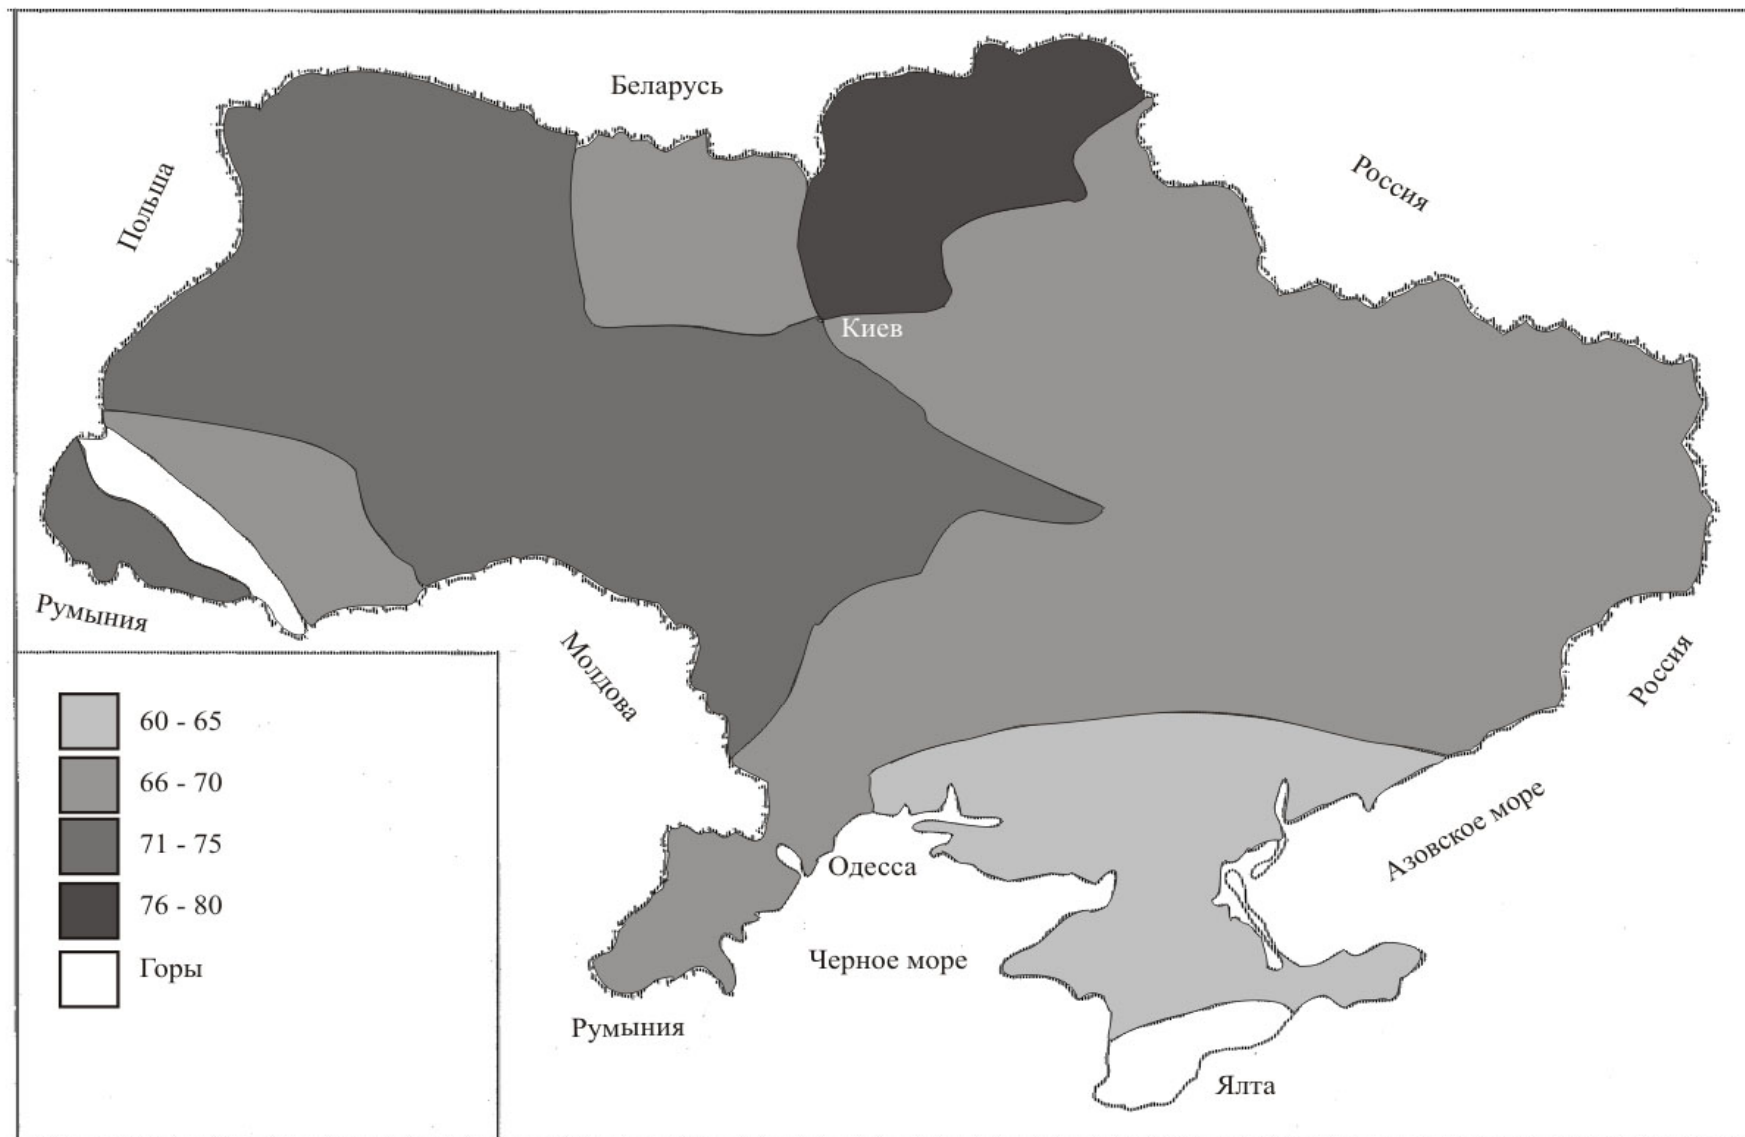 Беларусь
Польша
Россия
Киев
Румыния
Молдова
Россия
Азовское море
Одесса
Черное море
Румыния
Ялта
60 - 65
66 - 70
71 - 75
76 - 80
Горы